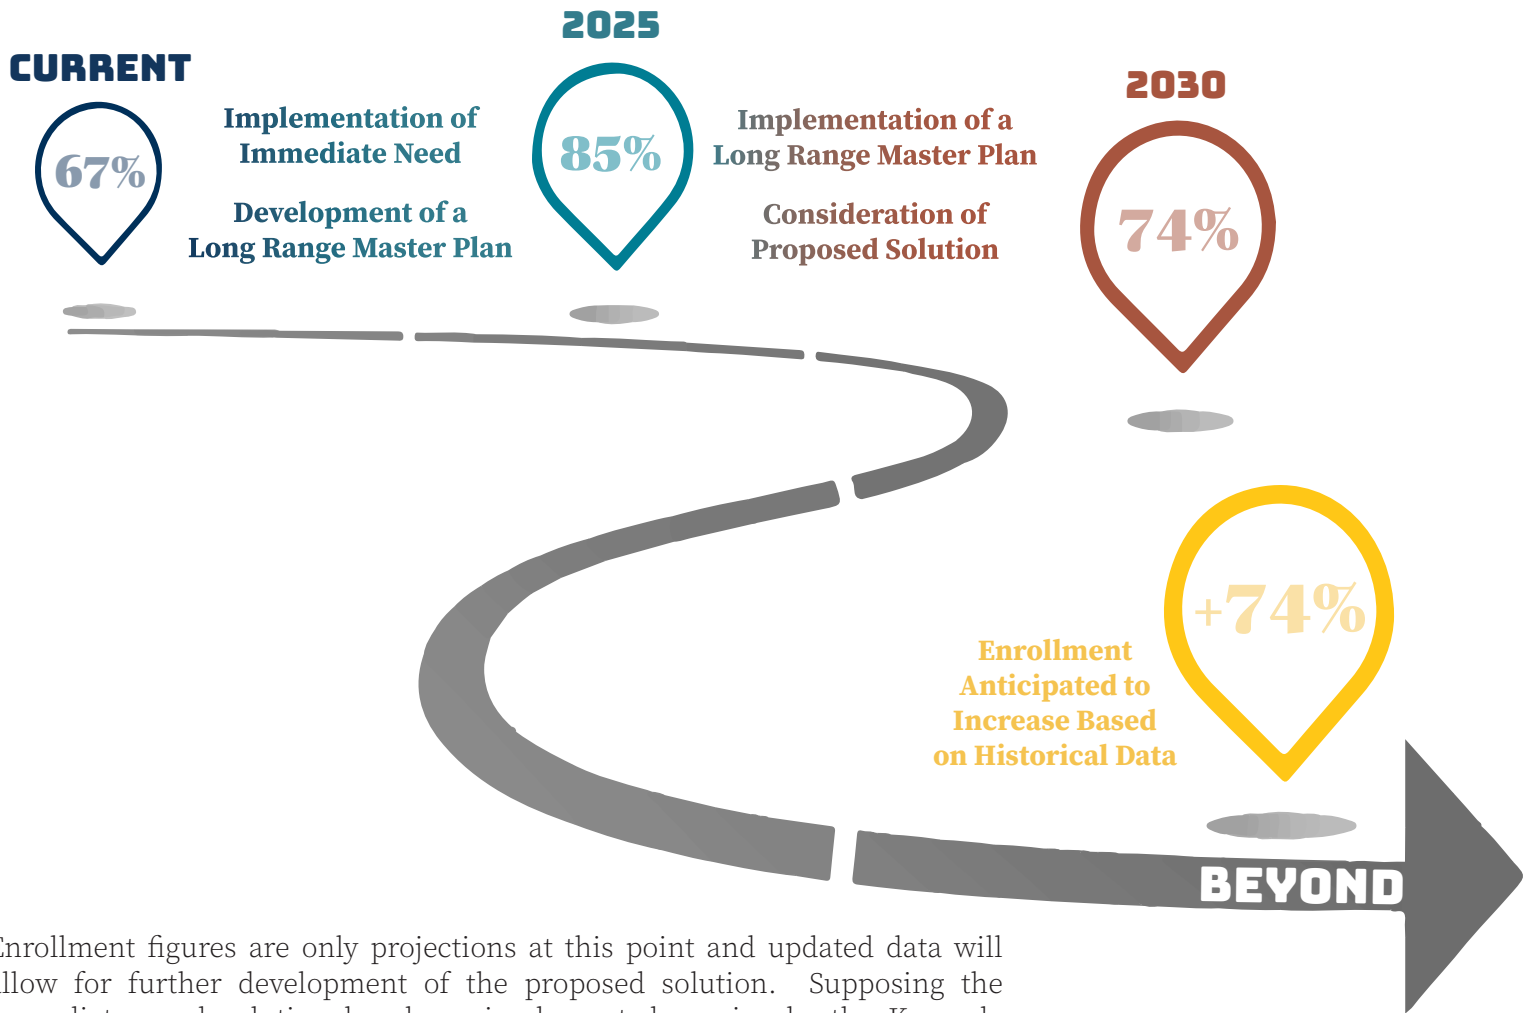 CURRENT
67%
Implementation of
Immediate Need
Development of a
Long Range Master Plan
2025
85%
Implementation of a
Long Range Master Plan
Consideration of
Proposed Solution
2030
74%
+74%
Enrollment
Anticipated to
Increase Based
on Historical Data
BEYOND
Enrollment figures are only projections at this point and updated data will
allow for further development of the proposed solution. Supposing the